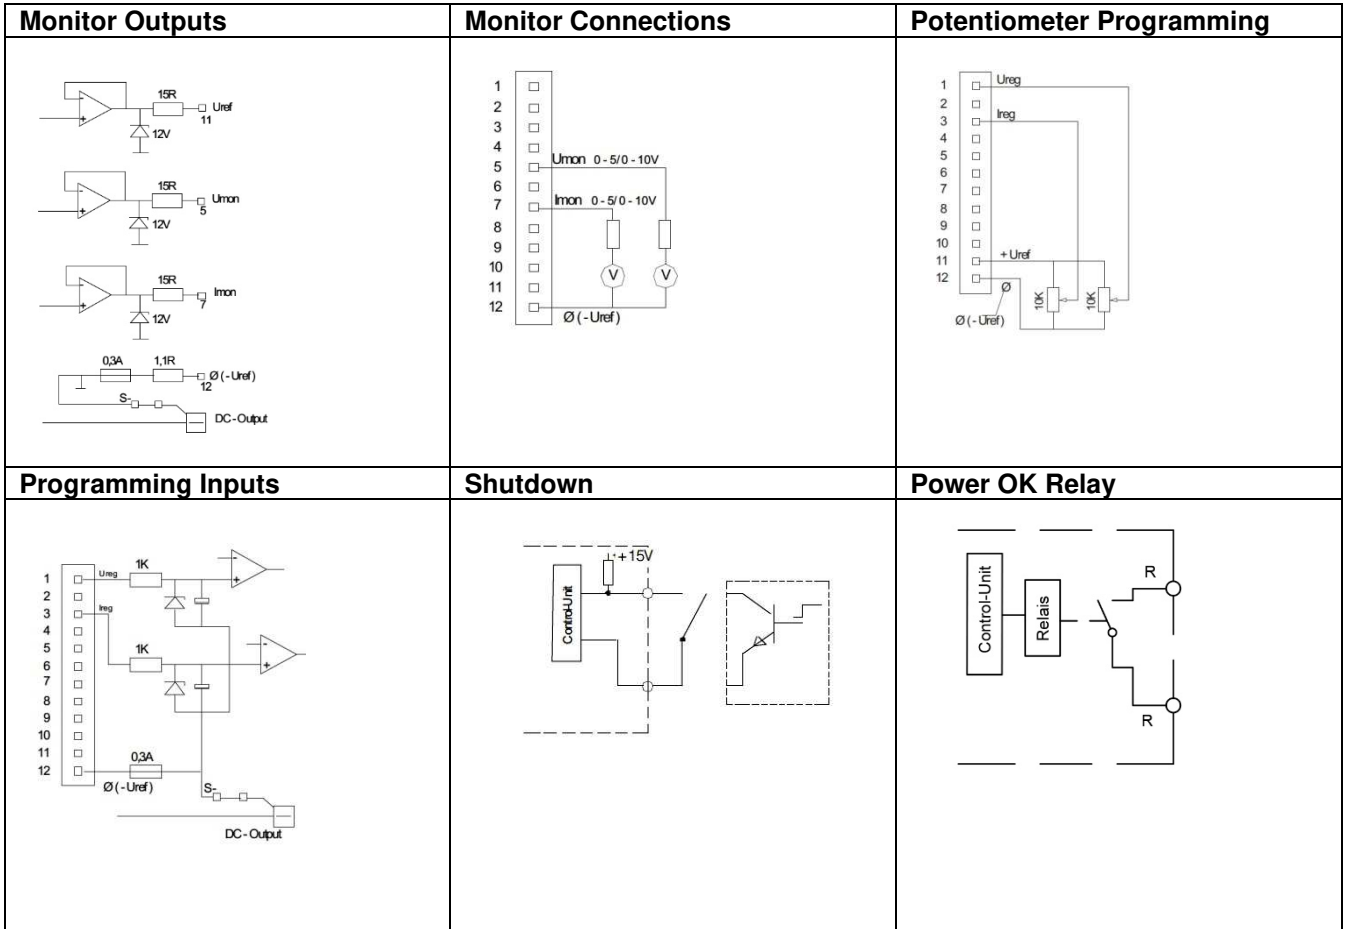 Monitor Outputs
15R
Uref
11
12V
15R
Umon
5
12V
15R
Imon
7
12V
0,3A 1,1R
Ø (-Uref)
12
S-
DC-Output
Monitor Connections
1
2
3
4
5
6
7
8
9
10
11
12
Umon 0 - 5/0 - 10V
Imon 0 - 5/0 - 10V
V V
Ø (-Uref)
Potentiometer Programming
1
2
3
4
5
6
7
8
9
10
11
12
Ureg
Ireg
+ Uref
Ø
10K 10K
Ø (-Uref)
Programming Inputs
1
2
3
4
5
6
7
8
9
10
11
12
Ureg
1K
Ireg
1K
0,3A
Ø (-Uref)
S-
DC-Output
Shutdown
+ 15V
Control-Unit
Power OK Relay
Control-Unit
Relais
R
R